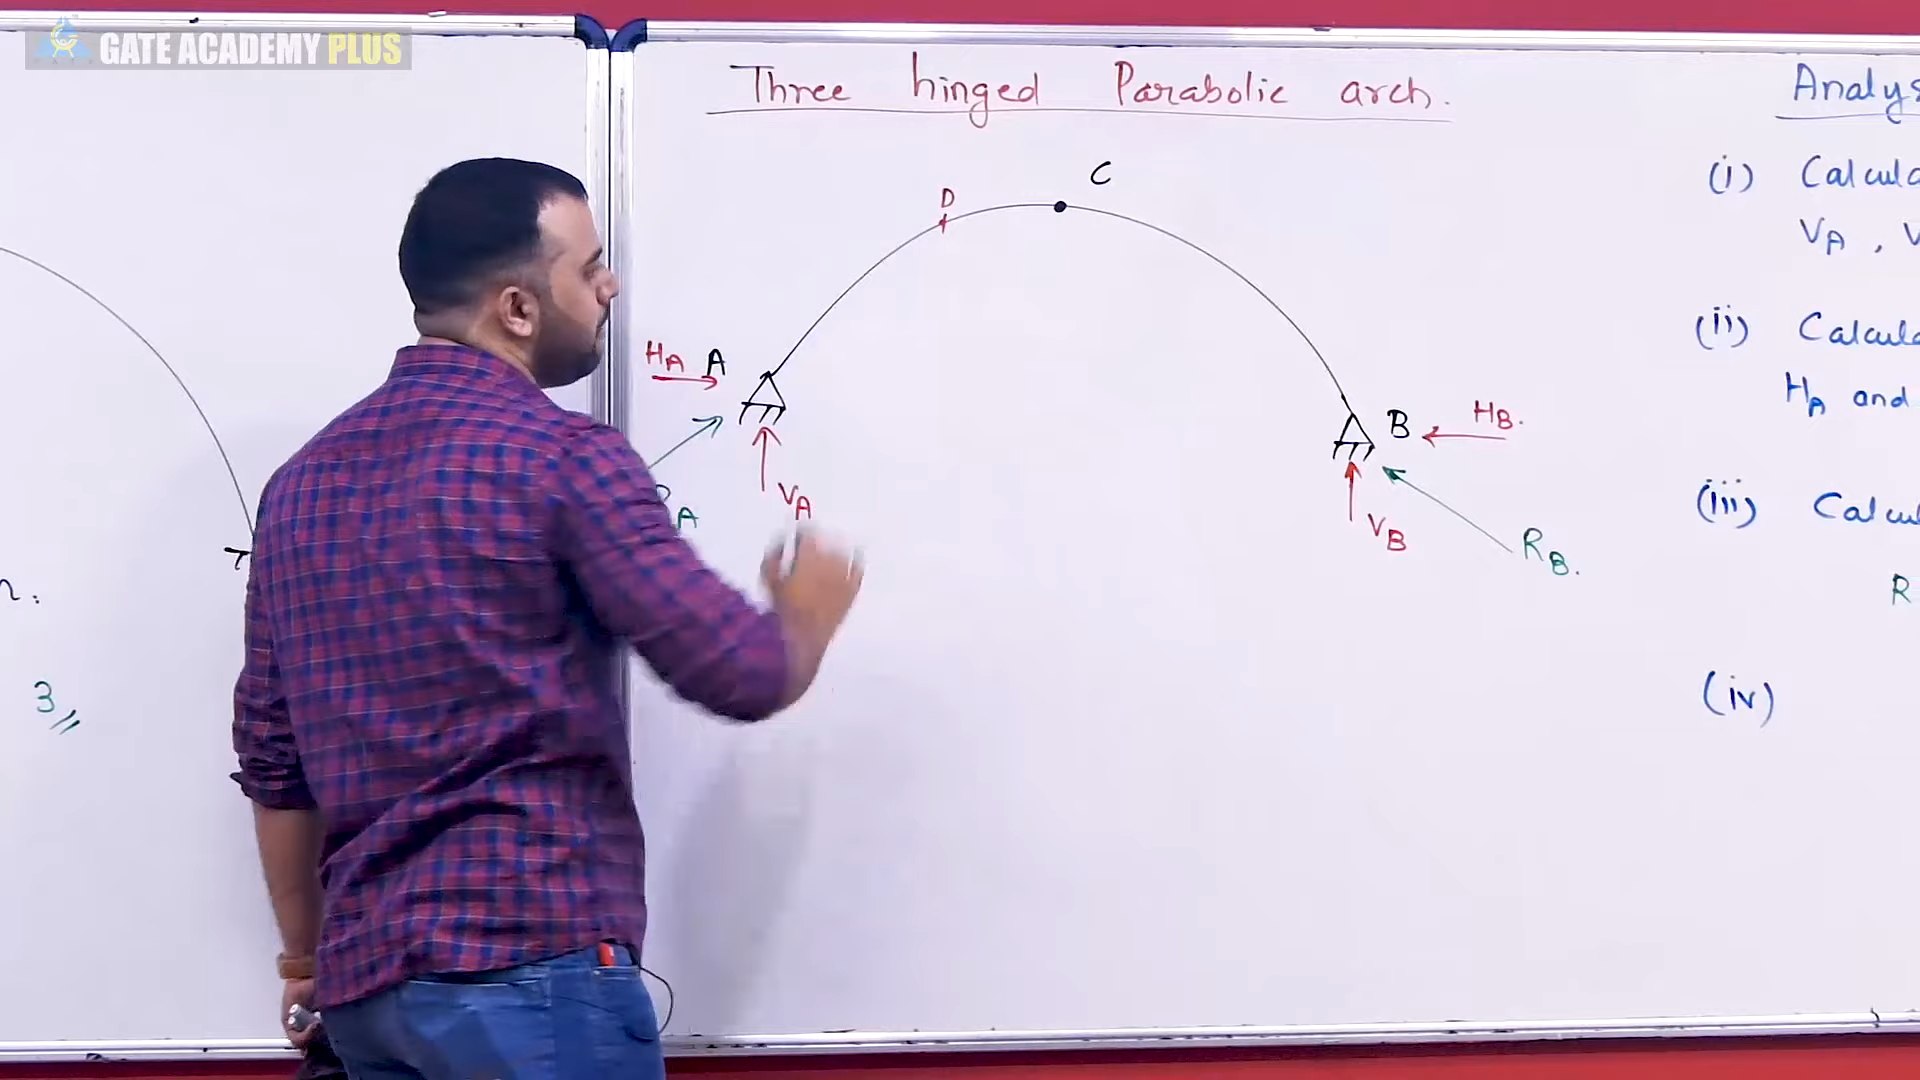 GATE ACADEMY PLUS
Three hinged Parabolic arch.
C
D
HA A
VA
A
B HB.
VB
RB.
n.
3
Analys
(i) Calcula
VA , V
(ii) Calcula
HA and
(iii) Calcul
R
(iv)